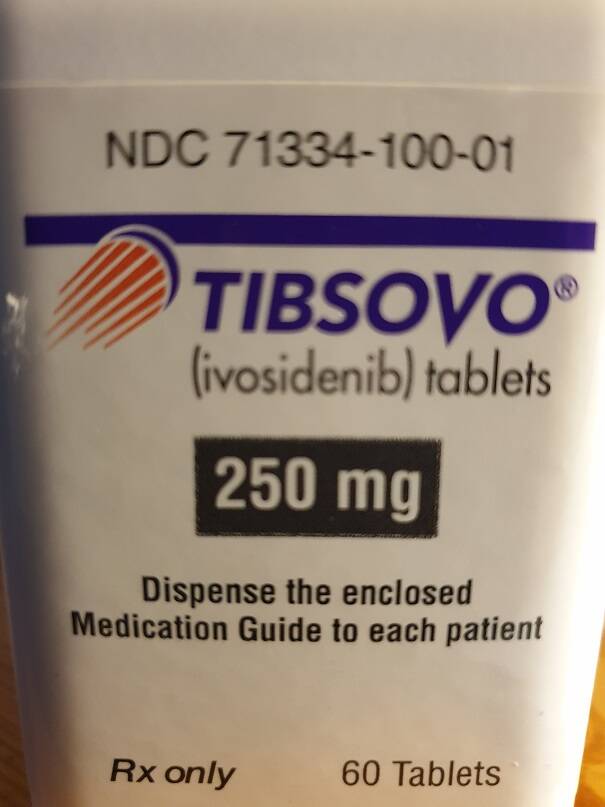 NDC 71334-100-01
TIBSOVO®
(ivosidenib) tablets
250 mg
Dispense the enclosed
Medication Guide to each patient
Rx only 60 Tablets